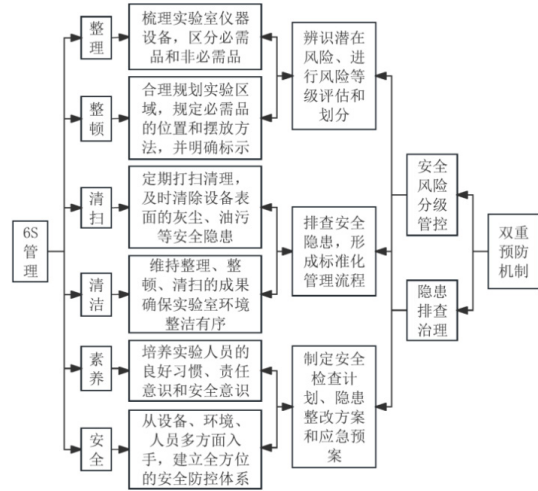 6S
管理
整理
整顿
清扫
清洁
素养
安全
梳理实验室仪器
设备，区分必需
品和非必需品
合理规划实验区
域，规定必需品
的位置和摆放方
法，并明确标示
定期打扫清理，
及时清除设备表
面的灰尘、油污
等安全隐患
维持整理、整
顿、清扫的成果
确保实验室环境
整洁有序
培养实验人员的
良好习惯、责任
意识和安全意识
从设备、环境、
人员多方面入
手，建立全方位
的安全防控体系
辨识潜在
风险、进
行风险等
级评估和
划分
排查安全
隐患，形
成标准化
管理流程
制定安全
检查计
划、隐患
整改方案
和应急预
案
安全
风险
分级
管控
隐患
排查
治理
双重
预防
机制